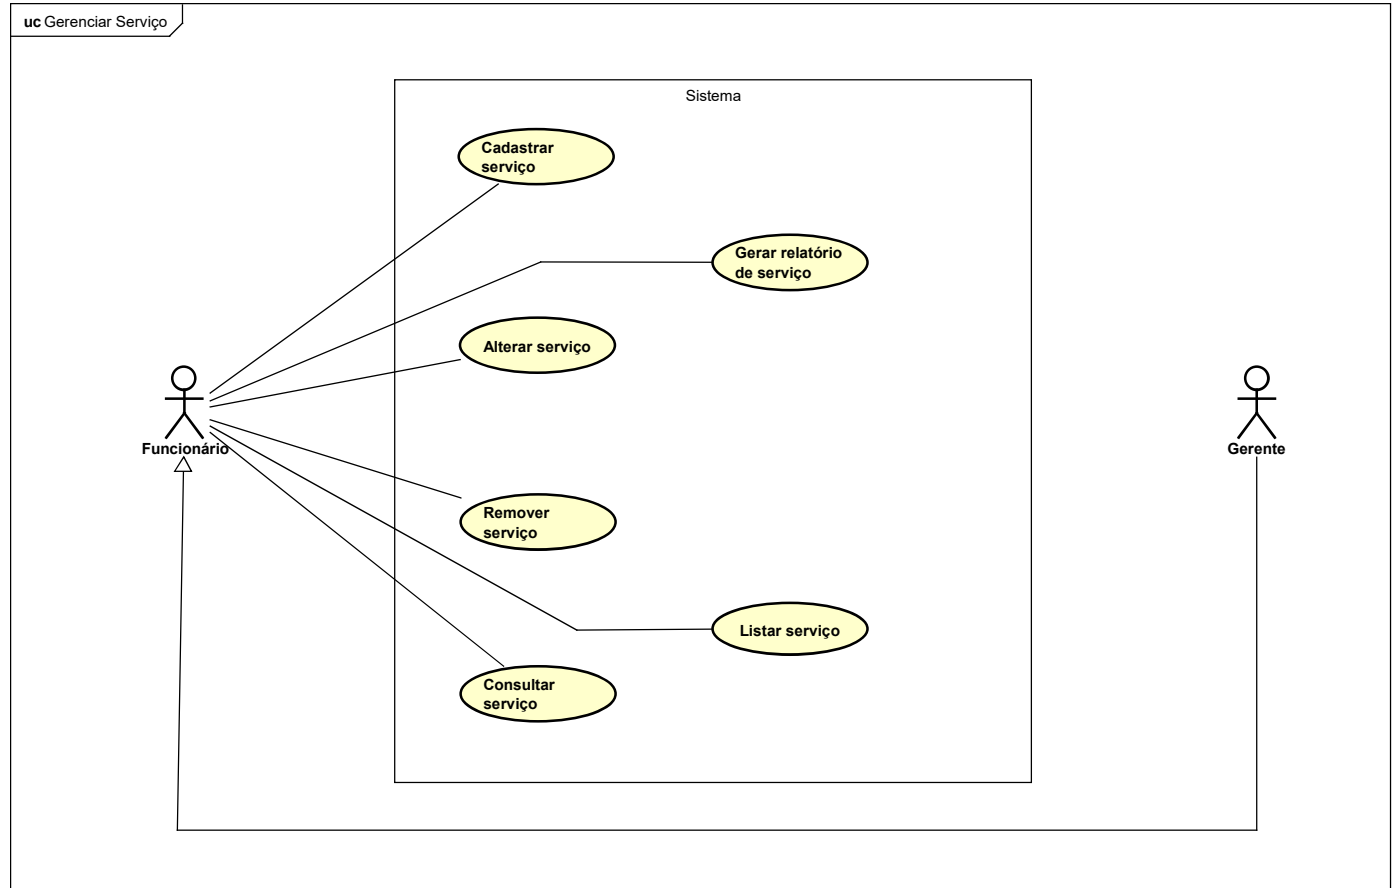 uc Gerenciar Serviço
Sistema
Cadastrar
serviço
Gerar relatório
de serviço
Alterar serviço
Funcionário
Gerente
Remover
serviço
Listar serviço
Consultar
serviço